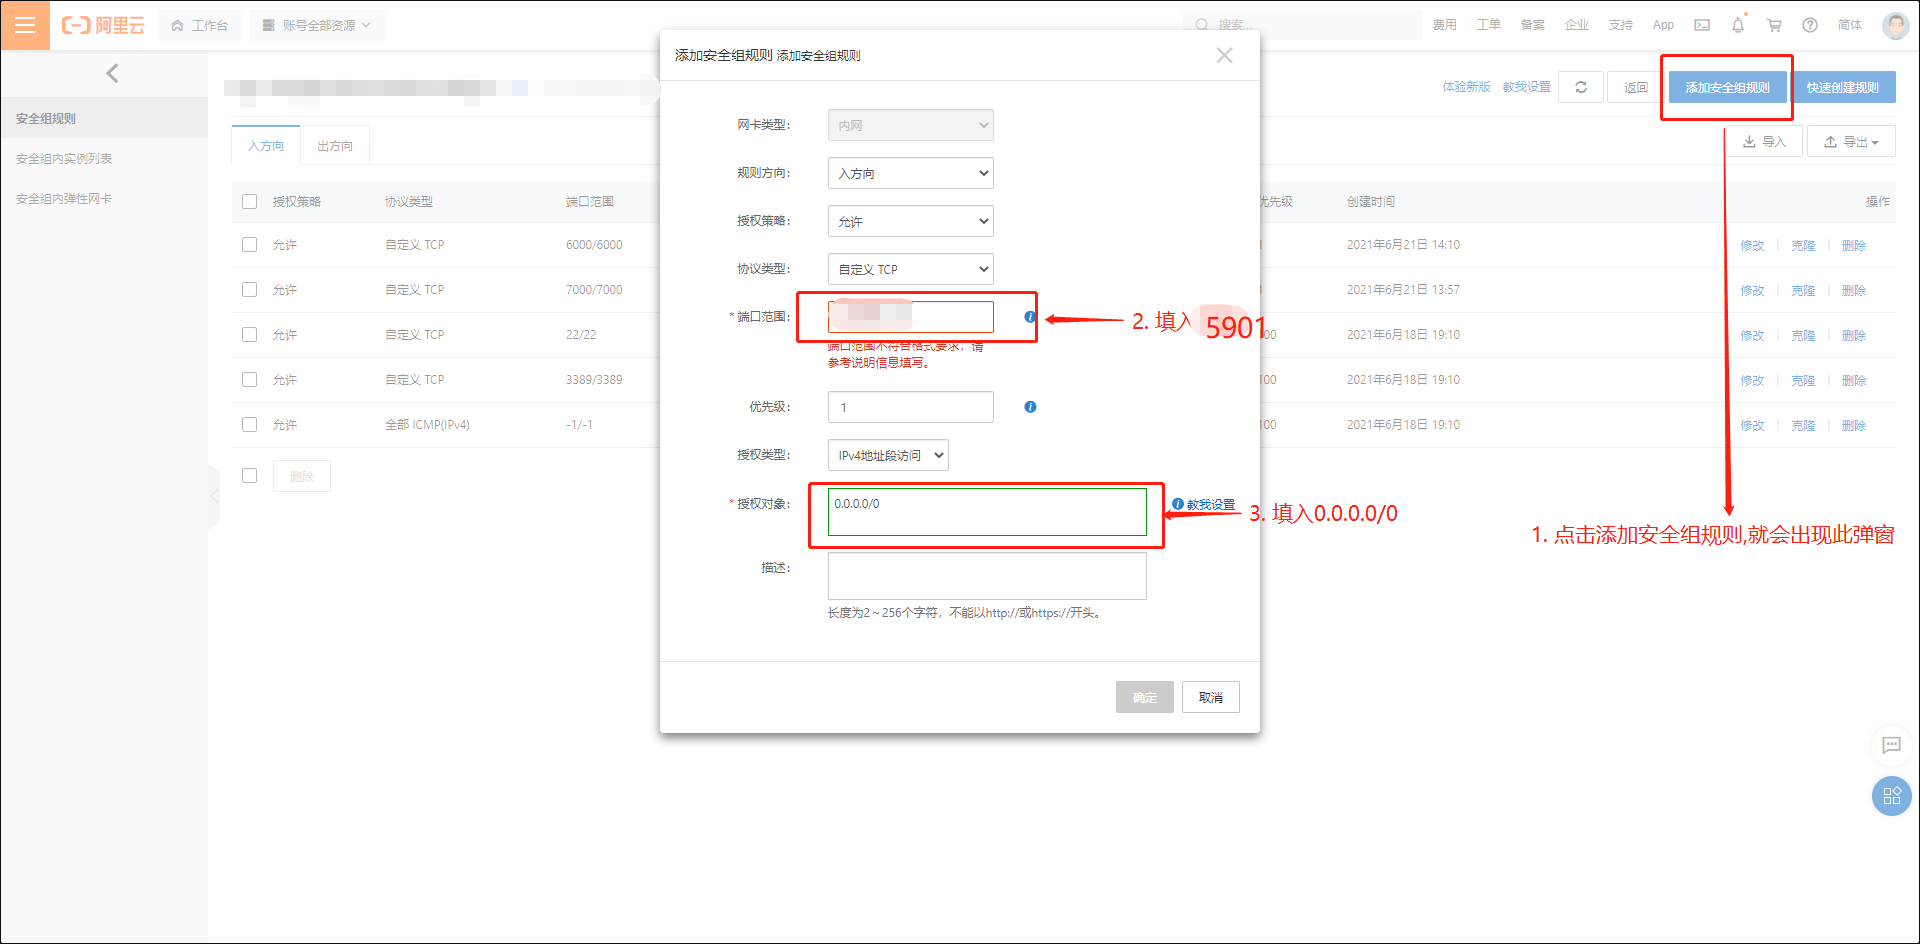 阿里云 工作台 账号全部资源 搜索... 费用 工单 备案 企业 支持 App 简体
添加安全组规则 添加安全组规则
体验新版 教我设置 返回 添加安全组规则 快速创建规则
安全组规则
安全组内实例列表
安全组内弹性网卡
入方向 出方向 导入 导出
授权策略 协议类型 端口范围 优先级 创建时间 操作
允许 自定义 TCP 6000/6000 1 2021年6月21日 14:10 修改 克隆 删除
允许 自定义 TCP 7000/7000 1 2021年6月21日 13:57 修改 克隆 删除
允许 自定义 TCP 22/22 100 2021年6月18日 19:10 修改 克隆 删除
允许 自定义 TCP 3389/3389 100 2021年6月18日 19:10 修改 克隆 删除
允许 全部 ICMP(IPv4) -1/-1 100 2021年6月18日 19:10 修改 克隆 删除
删除
网卡类型: 内网
规则方向: 入方向
授权策略: 允许
协议类型: 自定义 TCP
* 端口范围:
2. 填入 5901
端口范围不符合格式要求，请
参考说明信息填写。
优先级: 1
授权类型: IPv4地址段访问
* 授权对象: 0.0.0.0/0 教我设置
3. 填入0.0.0.0/0
1. 点击添加安全组规则,就会出现此弹窗
描述:
长度为2～256个字符，不能以http://或https://开头。
确定 取消